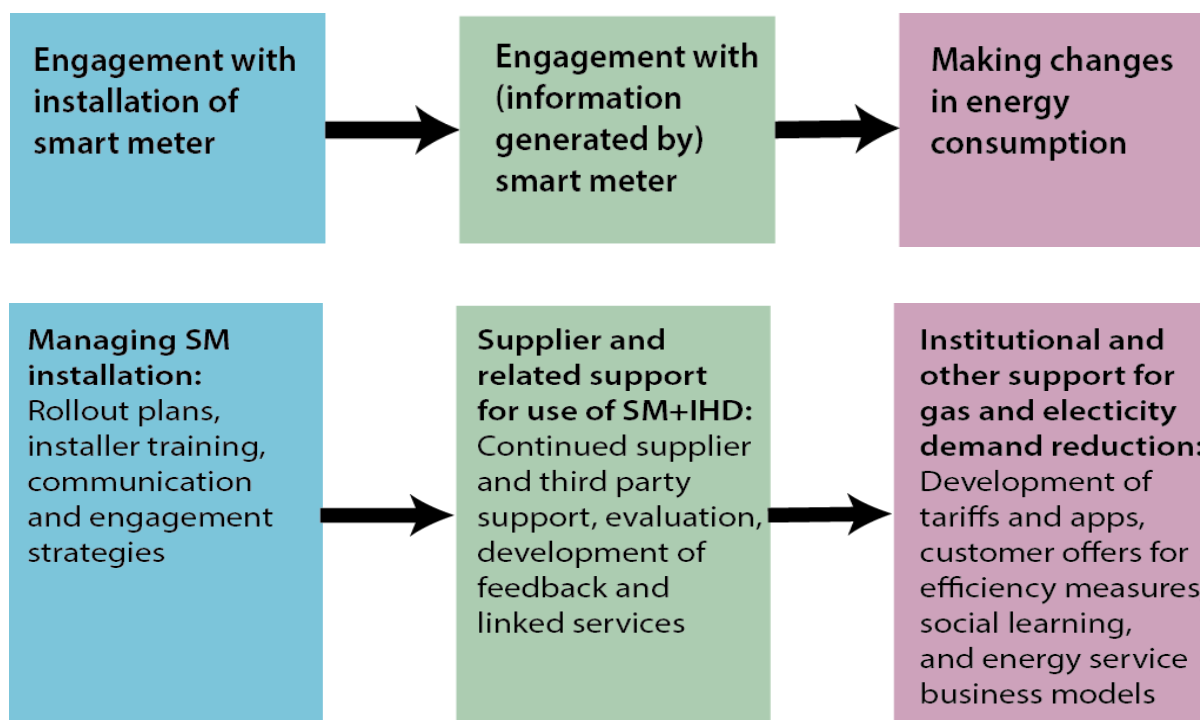 Engagement with
installation of
smart meter
Engagement with
(information
generated by)
smart meter
Making changes
in energy
consumption
Managing SM
installation:
Rollout plans,
installer training,
communication
and engagement
strategies
Supplier and
related support
for use of SM+IHD:
Continued supplier
and third party
support, evaluation,
development of
feedback and
linked services
Institutional and
other support for
gas and electicity
demand reduction:
Development of
tariffs and apps,
customer offers for
efficiency measures
social learning,
and energy service
business models